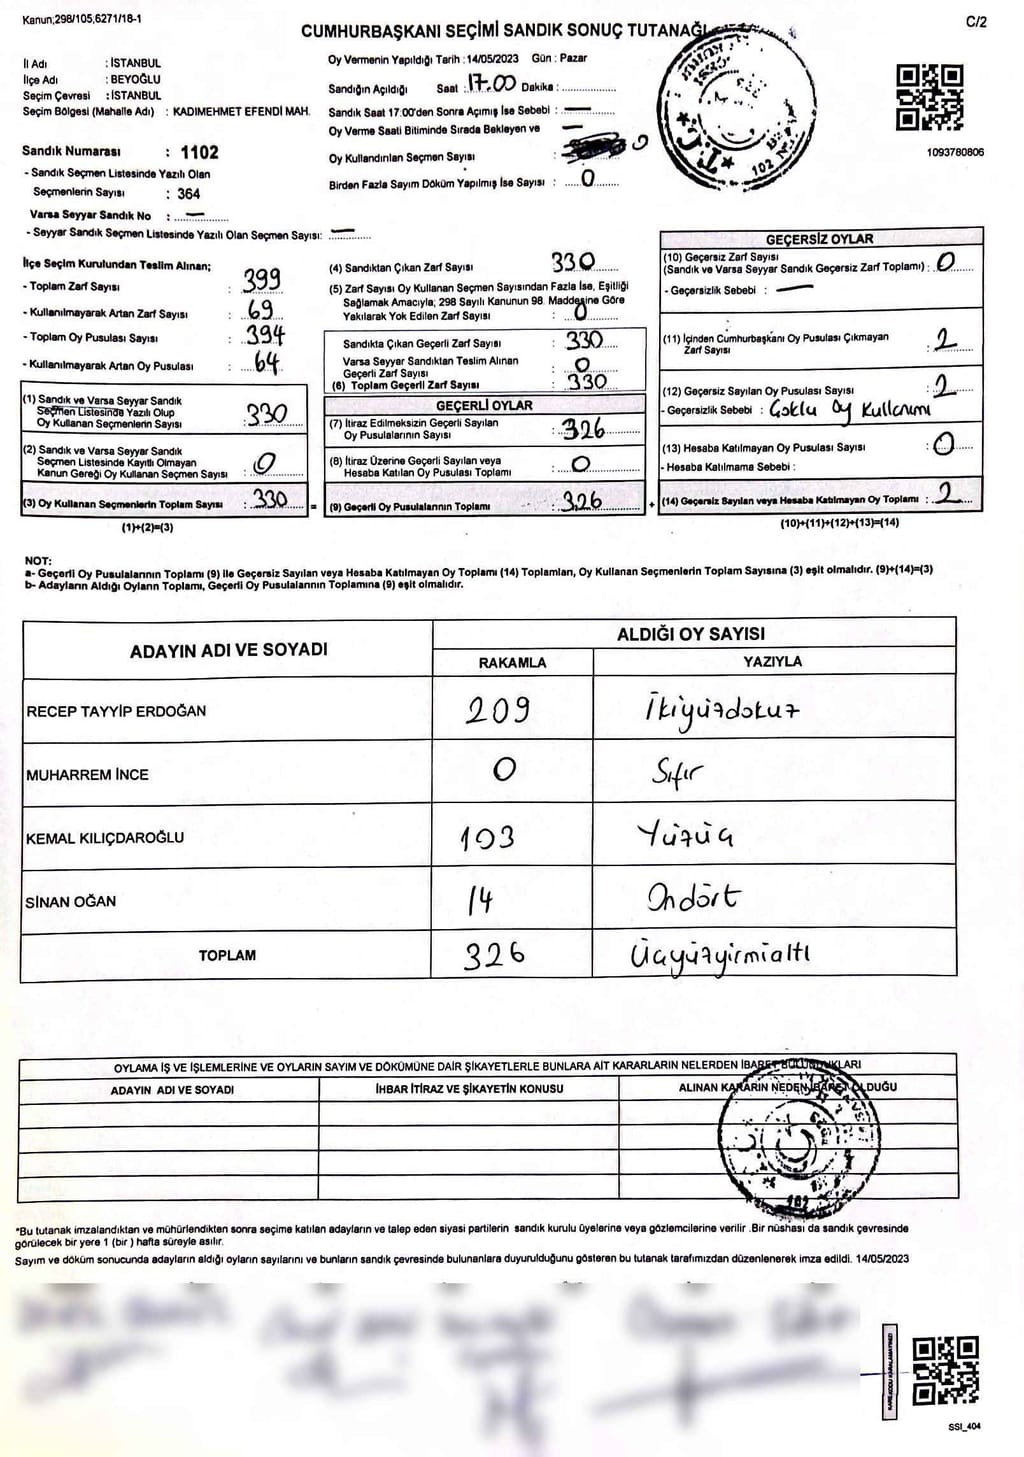 Kanun;298/105,6271/18-1
C/2
CUMHURBAŞKANI SEÇİMİ SANDIK SONUÇ TUTANAĞI
İl Adı : İSTANBUL
İlçe Adı : BEYOĞLU
Seçim Çevresi : İSTANBUL
Seçim Bölgesi (Mahalle Adı) : KADIMEHMET EFENDİ MAH.
Sandık Numarası : 1102
- Sandık Seçmen Listesinde Yazılı Olan
Seçmenlerin Sayısı : 364
Varsa Seyyar Sandık No : —
- Seyyar Sandık Seçmen Listesinde Yazılı Olan Seçmen Sayısı: —
Oy Vermenin Yapıldığı Tarih : 14/05/2023 Gün : Pazar
Sandığın Açıldığı Saat : 17.00 Dakika : ..............
Sandık Saat 17:00'den Sonra Açımış İse Sebebi : —
Oy Verme Saati Bitiminde Sırada Bekleyen ve —
Oy Kullandırılan Seçmen Sayısı : 0
Birden Fazla Sayım Döküm Yapılmış İse Sayısı : 0
T.C.
102
1093780806
İlçe Seçim Kurulundan Teslim Alınan;
- Toplam Zarf Sayısı : 399
- Kullanılmayarak Artan Zarf Sayısı : 69
- Toplam Oy Pusulası Sayısı : 394
- Kullanılmayarak Artan Oy Pusulası : 64
(1) Sandık ve Varsa Seyyar Sandık
Seçmen Listesinde Yazılı Olup
Oy Kullanan Seçmenlerin Sayısı : 330
(2) Sandık ve Varsa Seyyar Sandık
Seçmen Listesinde Kayıtlı Olmayan
Kanun Gereği Oy Kullanan Seçmen Sayısı : 0
(3) Oy Kullanan Seçmenlerin Toplam Sayısı : 330 =
(1)+(2)=(3)
(4) Sandıktan Çıkan Zarf Sayısı 330
(5) Zarf Sayısı Oy Kullanan Seçmen Sayısından Fazla İse, Eşitliği
Sağlamak Amacıyla; 298 Sayılı Kanunun 98. Maddesine Göre
Yakılarak Yok Edilen Zarf Sayısı : 0
Sandıkta Çıkan Geçerli Zarf Sayısı : 330
Varsa Seyyar Sandıktan Teslim Alınan
Geçerli Zarf Sayısı : 0
(6) Toplam Geçerli Zarf Sayısı : 330
GEÇERLİ OYLAR
(7) İtiraz Edilmeksizin Geçerli Sayılan
Oy Pusulalarının Sayısı : 326
(8) İtiraz Üzerine Geçerli Sayılan veya
Hesaba Katılan Oy Pusulası Toplamı : 0
(9) Geçerli Oy Pusulalarının Toplamı : 326 +
GEÇERSİZ OYLAR
(10) Geçersiz Zarf Sayısı
(Sandık ve Varsa Seyyar Sandık Geçersiz Zarf Toplamı) : 0
- Geçersizlik Sebebi : —
(11) İçinden Cumhurbaşkanı Oy Pusulası Çıkmayan
Zarf Sayısı : 2
(12) Geçersiz Sayılan Oy Pusulası Sayısı : 2
- Geçersizlik Sebebi : Çoklu Oy Kullanımı
(13) Hesaba Katılmayan Oy Pusulası Sayısı : 0
- Hesaba Katılmama Sebebi :
(14) Geçersiz Sayılan veya Hesaba Katılmayan Oy Toplamı : 2
(10)+(11)+(12)+(13)=(14)
NOT:
a- Geçerli Oy Pusulalarının Toplamı (9) ile Geçersiz Sayılan veya Hesaba Katılmayan Oy Toplamı (14) Toplamları, Oy Kullanan Seçmenlerin Toplam Sayısına (3) eşit olmalıdır. (9)+(14)=(3)
b- Adayların Aldığı Oyların Toplamı, Geçerli Oy Pusulalarının Toplamına (9) eşit olmalıdır.
ADAYIN ADI VE SOYADI
ALDIĞI OY SAYISI
RAKAMLA YAZIYLA
RECEP TAYYİP ERDOĞAN 209 İkiyüzdokuz
MUHARREM İNCE 0 Sıfır
KEMAL KILIÇDAROĞLU 103 Yüzüç
SİNAN OĞAN 14 Ondört
TOPLAM 326 Üçyüzyirmialtı
OYLAMA İŞ VE İŞLEMLERİNE VE OYLARIN SAYIM VE DÖKÜMÜNE DAİR ŞİKAYETLERLE BUNLARA AİT KARARLARIN NELERDEN İBARET BULUNDUKLARI
ADAYIN ADI VE SOYADI İHBAR İTİRAZ VE ŞİKAYETİN KONUSU ALINAN KARARIN NEDEN İBARET OLDUĞU
102
*Bu tutanak imzalandıktan ve mühürlendikten sonra seçime katılan adayların ve talep eden siyasi partilerin sandık kurulu üyelerine veya gözlemcilerine verilir .Bir nüshası da sandık çevresinde
görülecek bir yere 1 (bir ) hafta süreyle asılır.
Sayım ve döküm sonucunda adayların aldığı oyların sayılarını ve bunların sandık çevresinde bulunanlara duyurulduğunu gösteren bu tutanak tarafımızdan düzenlenerek imza edildi. 14/05/2023
KAREKODU KARALAMAYINIZ!
SSI_404